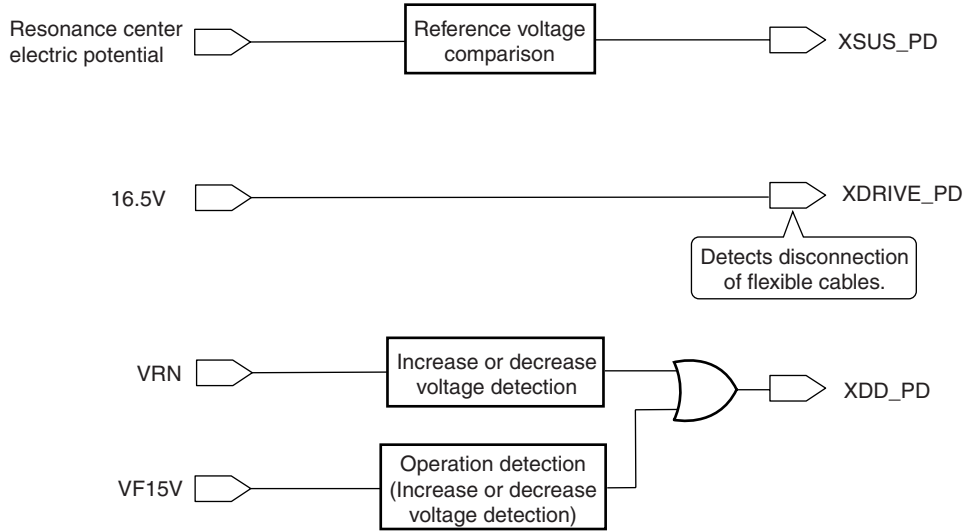 Resonance center
electric potential
Reference voltage
comparison
XSUS_PD
16.5V
XDRIVE_PD
Detects disconnection
of flexible cables.
VRN
Increase or decrease
voltage detection
XDD_PD
VF15V
Operation detection
(Increase or decrease
voltage detection)